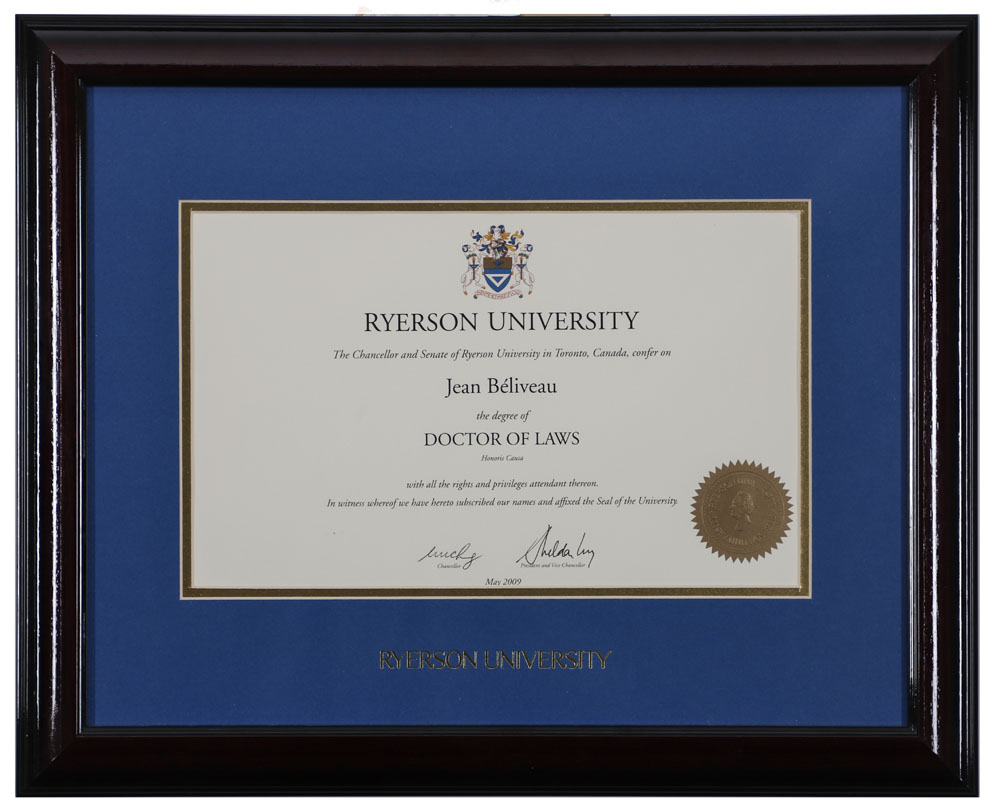 RYERSON UNIVERSITY
The Chancellor and Senate of Ryerson University in Toronto, Canada, confer on
Jean Béliveau
the degree of
DOCTOR OF LAWS
Honoris Causa
with all the rights and privileges attendant thereon.
In witness whereof we have hereto subscribed our names and affixed the Seal of the University.
Chancellor
President and Vice Chancellor
May 2009
RYERSON UNIVERSITY